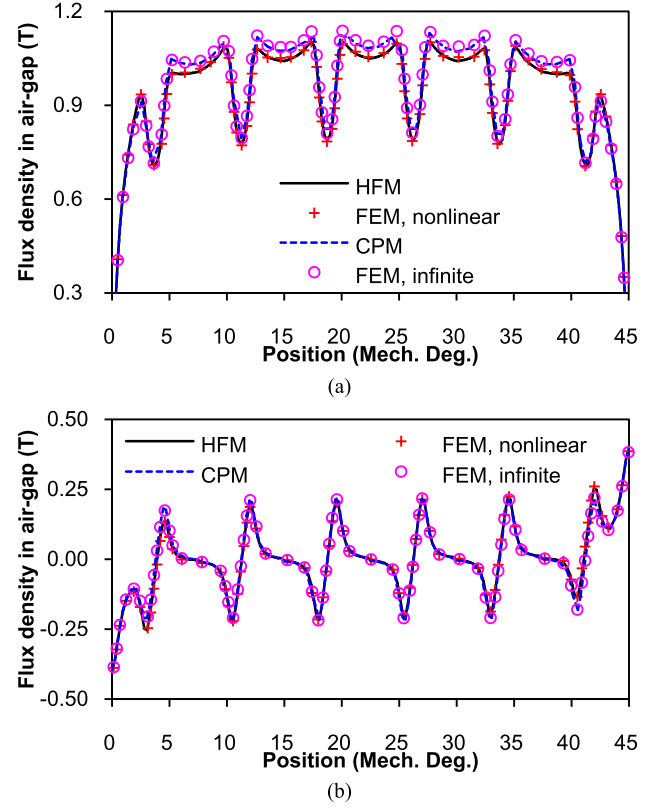 (a)
Flux density in air-gap (T)
1.2
0.9
0.6
0.3
HFM
FEM, nonlinear
CPM
FEM, infinite
0 5 10 15 20 25 30 35 40 45
Position (Mech. Deg.)
(a)
Flux density in air-gap (T)
0.50
0.25
0.00
-0.25
-0.50
HFM
FEM, nonlinear
CPM
FEM, infinite
0 5 10 15 20 25 30 35 40 45
Position (Mech. Deg.)
(b)